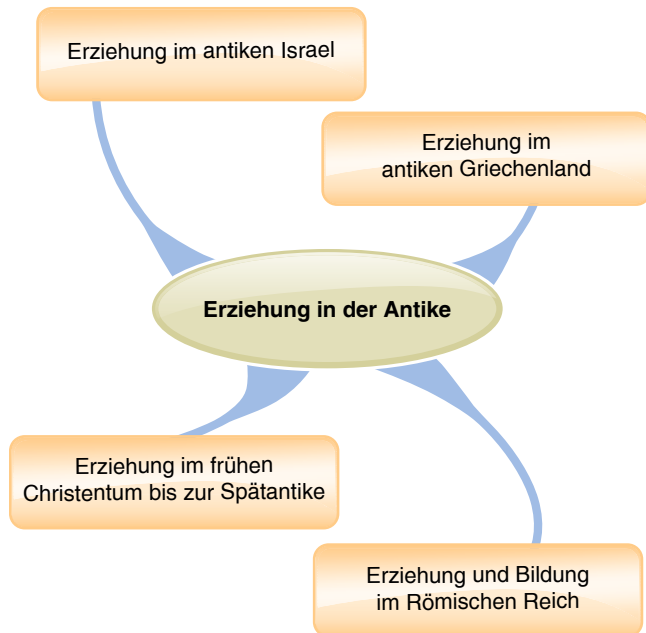 Erziehung im antiken Israel
Erziehung im
antiken Griechenland
Erziehung in der Antike
Erziehung im frühen
Christentum bis zur Spätantike
Erziehung und Bildung
im Römischen Reich